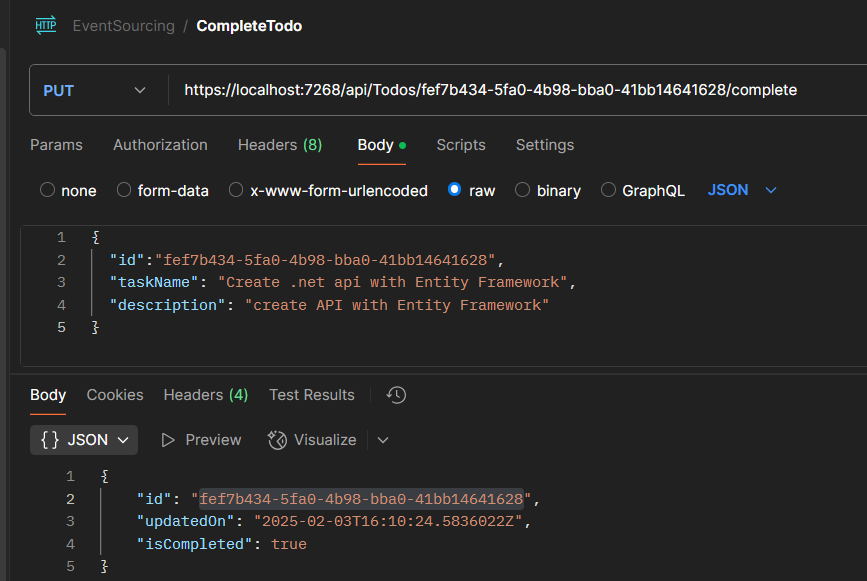 HTTP EventSourcing / CompleteTodo
PUT https://localhost:7268/api/Todos/fef7b434-5fa0-4b98-bba0-41bb14641628/complete
Params Authorization Headers (8) Body Scripts Settings
none form-data x-www-form-urlencoded raw binary GraphQL JSON
1 {
2 "id":"fef7b434-5fa0-4b98-bba0-41bb14641628",
3 "taskName": "Create .net api with Entity Framework",
4 "description": "create API with Entity Framework"
5 }
Body Cookies Headers (4) Test Results
{} JSON Preview Visualize
1 {
2 "id": "fef7b434-5fa0-4b98-bba0-41bb14641628",
3 "updatedOn": "2025-02-03T16:10:24.5836022Z",
4 "isCompleted": true
5 }